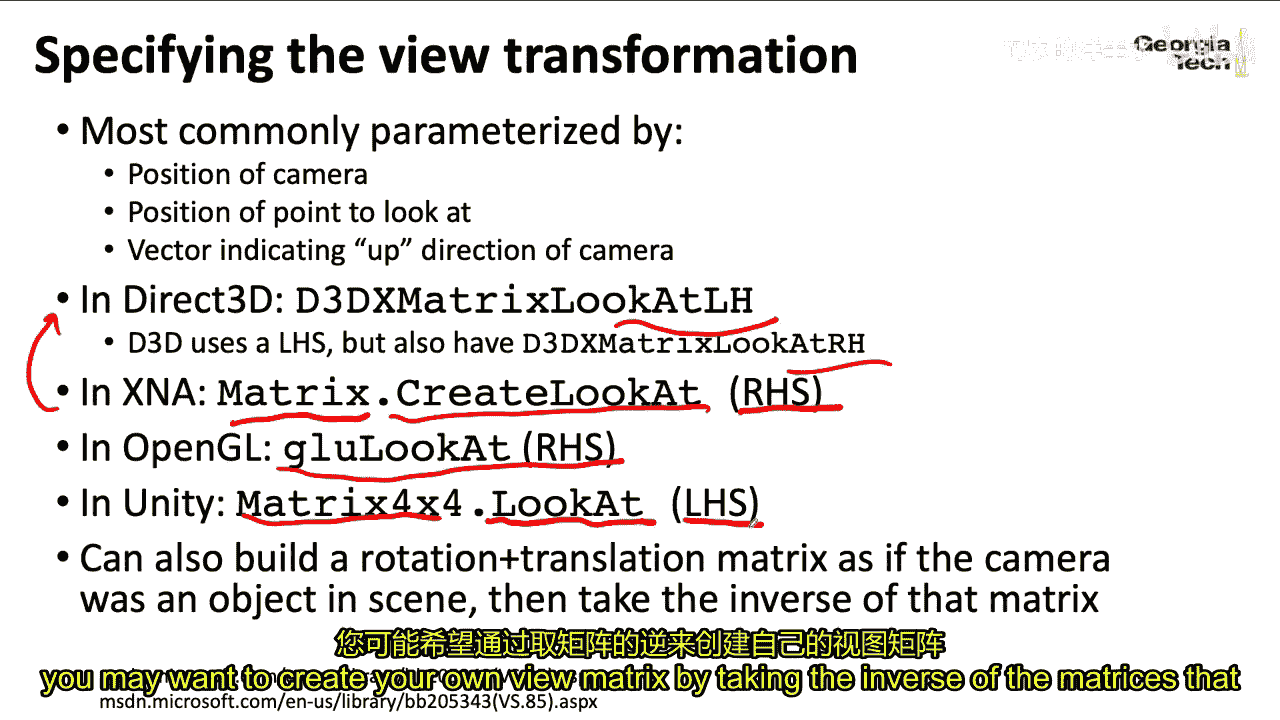 Specifying the view transformation
Georgia
Tech
• Most commonly parameterized by:
• Position of camera
• Position of point to look at
• Vector indicating “up” direction of camera
• In Direct3D: D3DXMatrixLookAtLH
• D3D uses a LHS, but also have D3DXMatrixLookAtRH
• In XNA: Matrix.CreateLookAt (RHS)
• In OpenGL: gluLookAt (RHS)
• In Unity: Matrix4x4.LookAt (LHS)
• Can also build a rotation+translation matrix as if the camera
was an object in scene, then take the inverse of that matrix
您可能希望通过取矩阵的逆来创建自己的视图矩阵
you may want to create your own view matrix by taking the inverse of the matrices that
msdn.microsoft.com/en-us/library/bb205343(VS.85).aspx